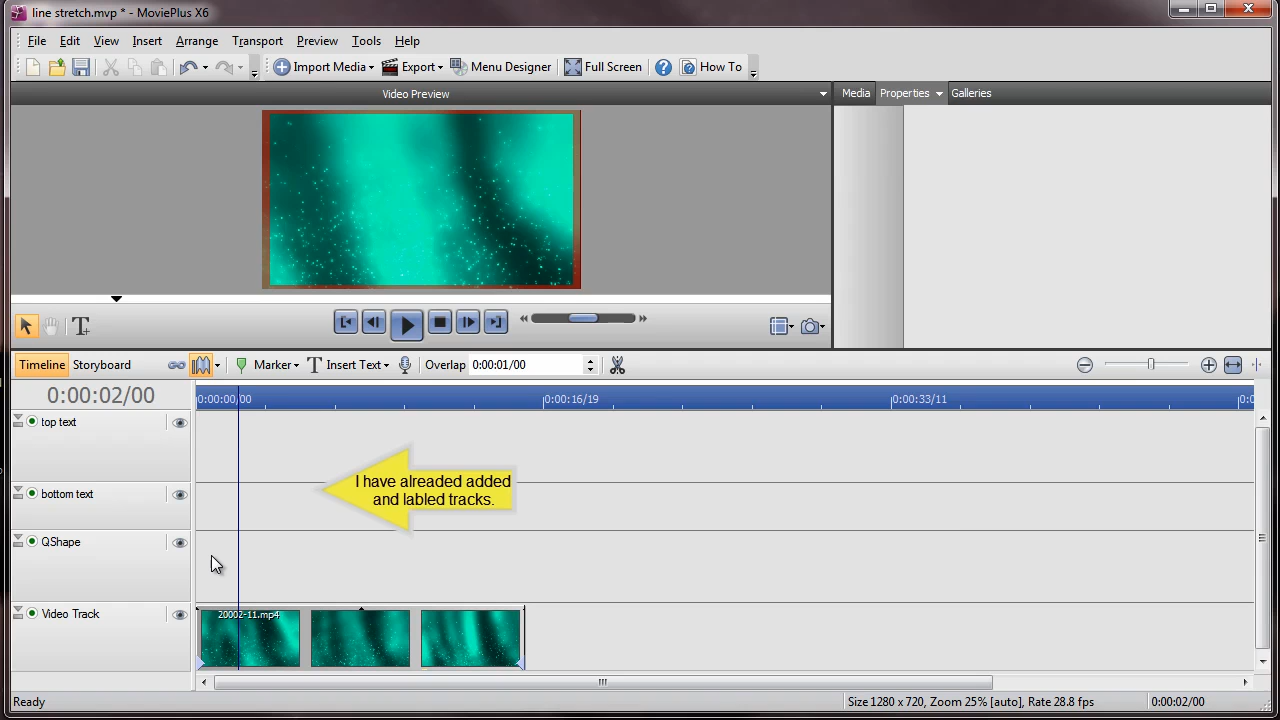 line stretch.mvp * - MoviePlus X6
File Edit View Insert Arrange Transport Preview Tools Help
Import Media Export Menu Designer Full Screen How To
Video Preview
Media Properties Galleries
Timeline Storyboard Marker Insert Text Overlap 0:00:01/00
0:00:02/00
0:00:00/00 0:00:16/19 0:00:33/11
top text
I have alreaded added
and labled tracks.
bottom text
QShape
Video Track
20002-11.mp4
Ready
Size 1280 x 720, Zoom 25% [auto], Rate 28.8 fps
0:00:02/00